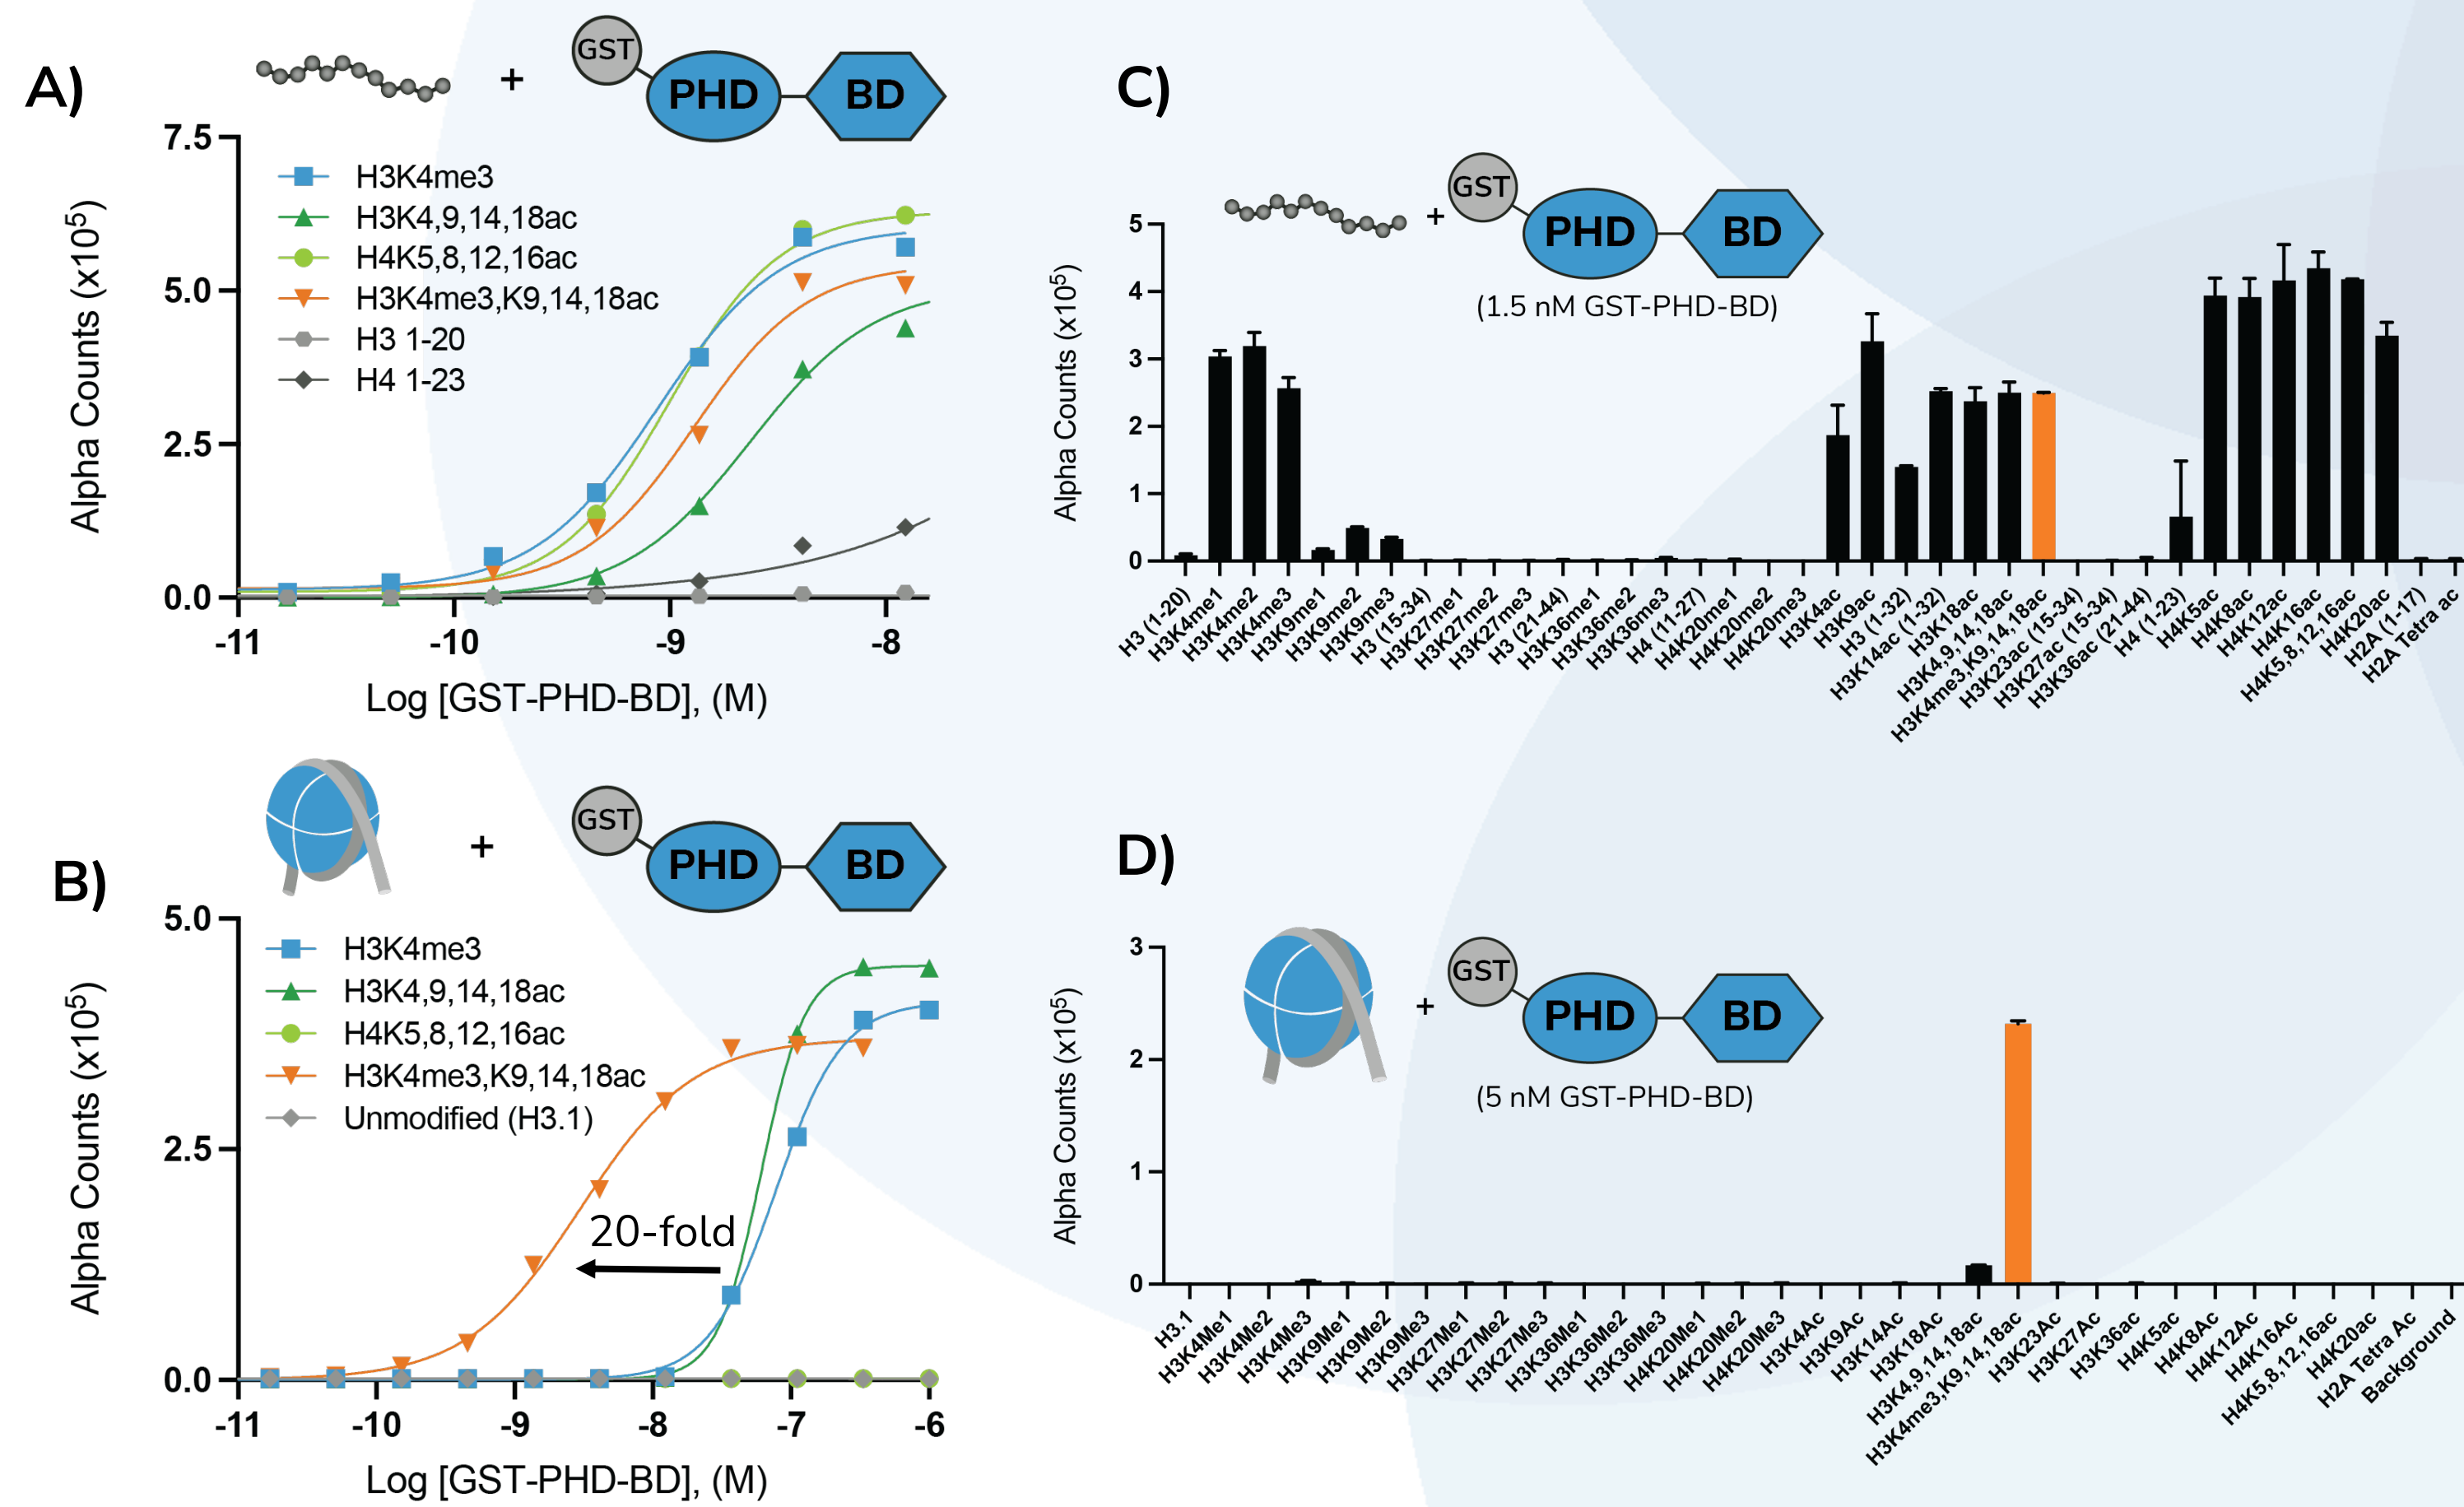 A)
GST
PHD
BD
+
7.5
5.0
2.5
0.0
Alpha Counts (x10⁵)
H3K4me3
H3K4,9,14,18ac
H4K5,8,12,16ac
H3K4me3,K9,14,18ac
H3 1-20
H4 1-23
-11
-10
-9
-8
Log [GST-PHD-BD], (M)
B)
+
GST
PHD
BD
5.0
2.5
0.0
Alpha Counts (x10⁵)
H3K4me3
H3K4,9,14,18ac
H4K5,8,12,16ac
H3K4me3,K9,14,18ac
Unmodified (H3.1)
20-fold
-11
-10
-9
-8
-7
-6
Log [GST-PHD-BD], (M)
C)
+
GST
PHD
BD
(1.5 nM GST-PHD-BD)
5
4
3
2
1
0
Alpha Counts (x10⁵)
H3 (1-20)
H3K4me1
H3K4me2
H3K4me3
H3K9me1
H3K9me2
H3K9me3
H3 (15-34)
H3K27me1
H3K27me2
H3K27me3
H3 (21-44)
H3K36me1
H3K36me2
H3K36me3
H4 (11-27)
H4K20me1
H4K20me2
H4K20me3
H3K4ac
H3K9ac
H3 (1-32)
H3K14ac (1-32)
H3K18ac
H3K4,9,14,18ac
H3K4me3,K9,14,18ac
H3K23ac (15-34)
H3K27ac (15-34)
H3K36ac (21-44)
H4 (1-23)
H4K5ac
H4K8ac
H4K12ac
H4K16ac
H4K5,8,12,16ac
H4K20ac
H2A (1-17)
H2A Tetra ac
D)
+
GST
PHD
BD
(5 nM GST-PHD-BD)
3
2
1
0
Alpha Counts (x10⁵)
H3.1
H3K4Me1
H3K4Me2
H3K4Me3
H3K9Me1
H3K9Me2
H3K9Me3
H3K27Me1
H3K27Me2
H3K27Me3
H3K36Me1
H3K36Me2
H3K36Me3
H4K20Me1
H4K20Me2
H4K20Me3
H3K4Ac
H3K9Ac
H3K14Ac
H3K18Ac
H3K4,9,14,18ac
H3K4me3,K9,14,18ac
H3K23Ac
H3K27Ac
H3K36ac
H4K5ac
H4K8Ac
H4K12Ac
H4K16Ac
H4K5,8,12,16ac
H4K20ac
H2A Tetra Ac
Background